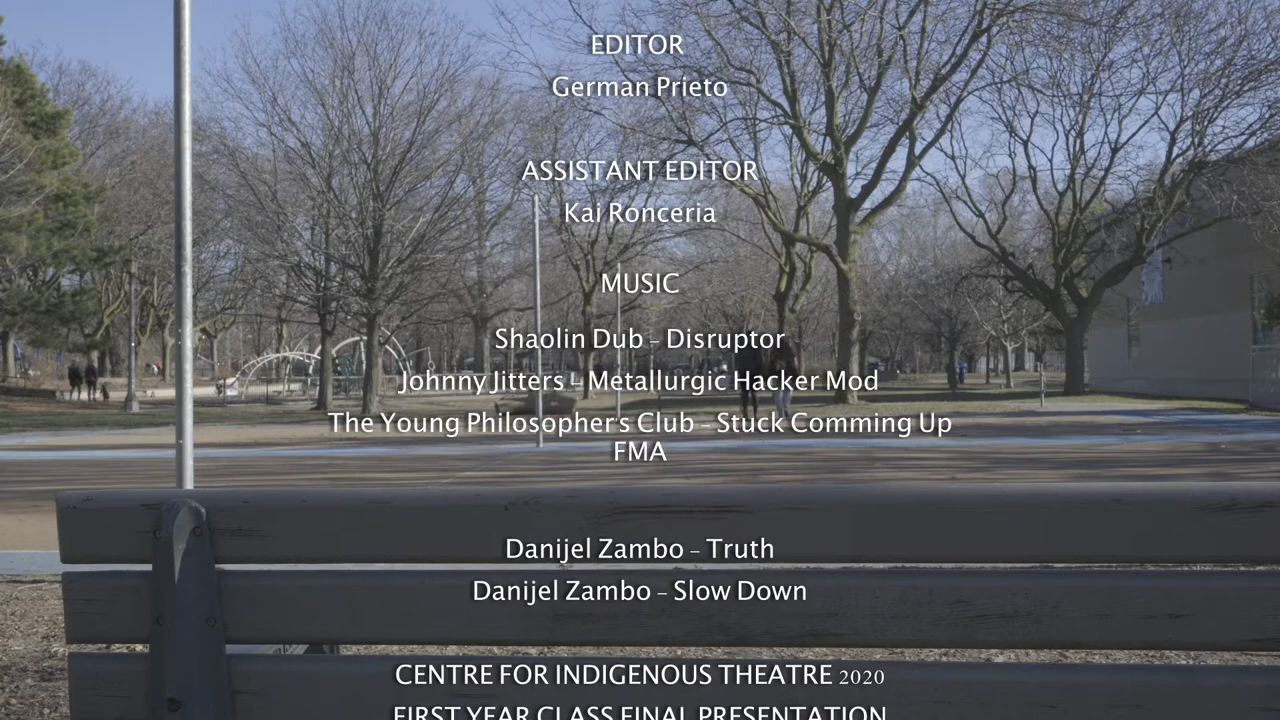 EDITOR
German Prieto
ASSISTANT EDITOR
Kai Ronceria
MUSIC
Shaolin Dub - Disruptor
Johnny Jitters - Metallurgic Hacker Mod
The Young Philosopher's Club - Stuck Comming Up
FMA
Danijel Zambo - Truth
Danijel Zambo - Slow Down
CENTRE FOR INDIGENOUS THEATRE 2020
FIRST YEAR CLASS FINAL PRESENTATION